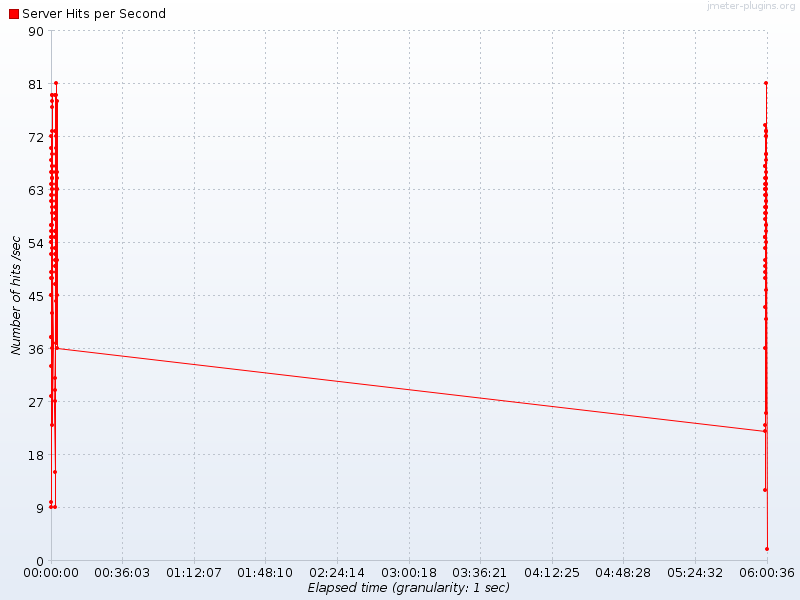 jmeter-plugins.org
Server Hits per Second
90
81
72
63
54
45
36
27
18
9
0
Number of hits /sec
00:00:00 00:36:03 01:12:07 01:48:10 02:24:14 03:00:18 03:36:21 04:12:25 04:48:28 05:24:32 06:00:36
Elapsed time (granularity: 1 sec)